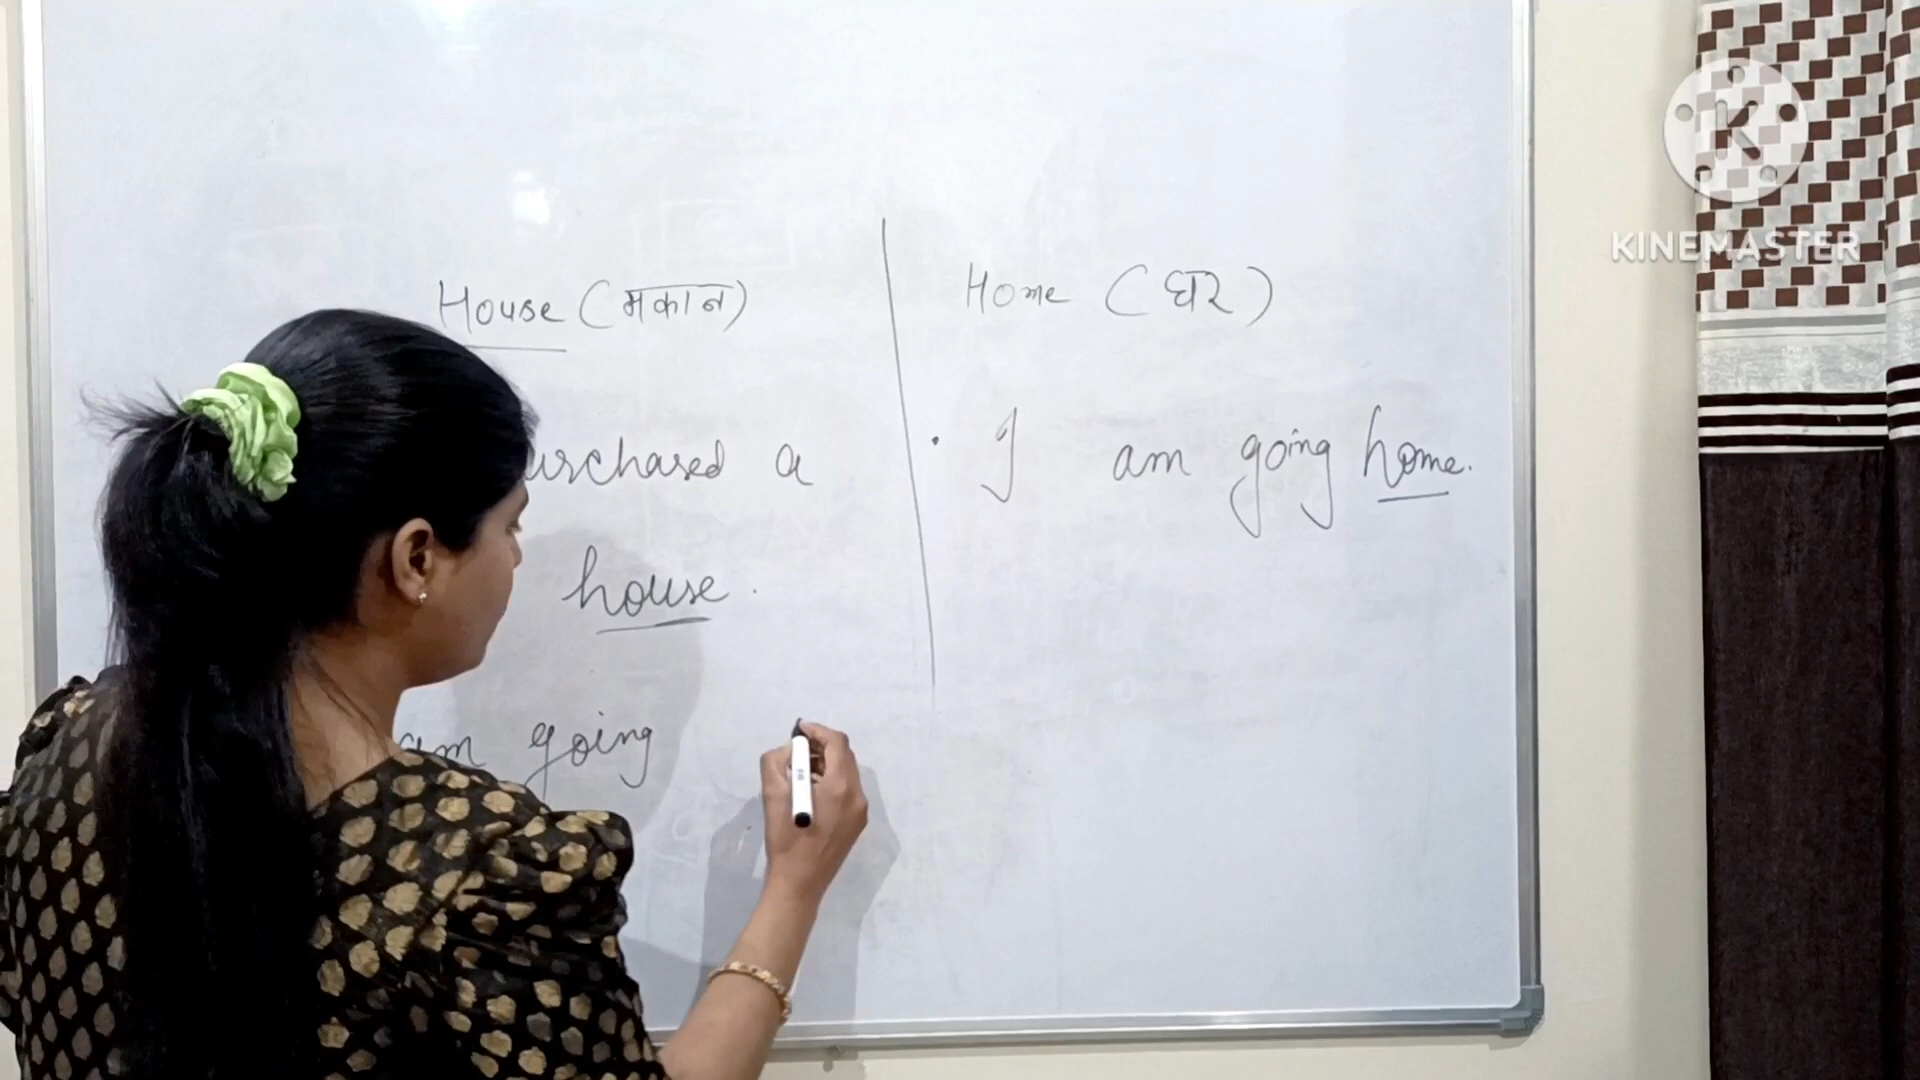 House (मकान)
urchased a
house.
am going
Home (घर)
• I am going home.
KINEMASTER